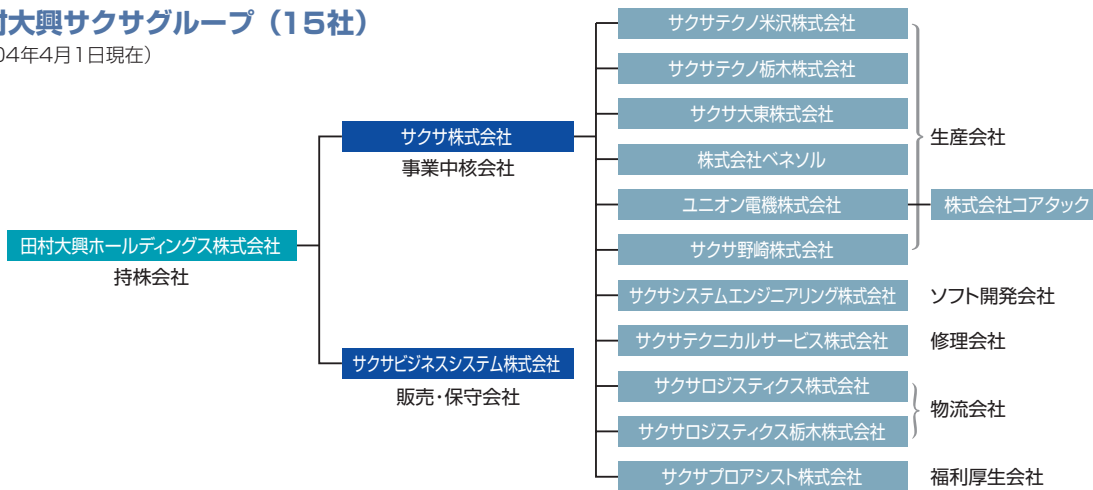 村大興サクサグループ（15社）
04年4月1日現在）
田村大興ホールディングス株式会社
持株会社
サクサ株式会社
事業中核会社
サクサビジネスシステム株式会社
販売・保守会社
サクサテクノ米沢株式会社
サクサテクノ栃木株式会社
サクサ大東株式会社
株式会社ベネソル
ユニオン電機株式会社
サクサ野崎株式会社
生産会社
株式会社コアタック
サクサシステムエンジニアリング株式会社
ソフト開発会社
サクサテクニカルサービス株式会社
修理会社
サクサロジスティクス株式会社
サクサロジスティクス栃木株式会社
物流会社
サクサプロアシスト株式会社
福利厚生会社